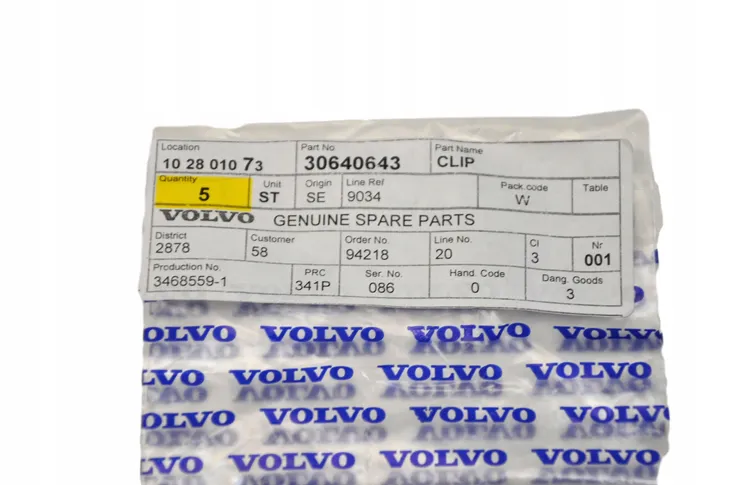 Location Part No Part Name
10 28 010 73 30640643 CLIP
Quantity Unit Origin Line Ref Pack.code Table
5 ST SE 9034 W
VOLVO GENUINE SPARE PARTS
District Customer Order No. Line No. CI Nr
2878 58 94218 20 3 001
Production No. PRC Ser. No. Hand. Code Dang. Goods
3468559-1 341P 086 0 3
VOLVO VOLVO VOLVO VOLVO VOLVO
VOLVO VOLVO VOLVO VOLVO
VOLVO VOLVO VOLVO VOLVO VOLVO
VOLVO VOLVO VOLVO VOLVO